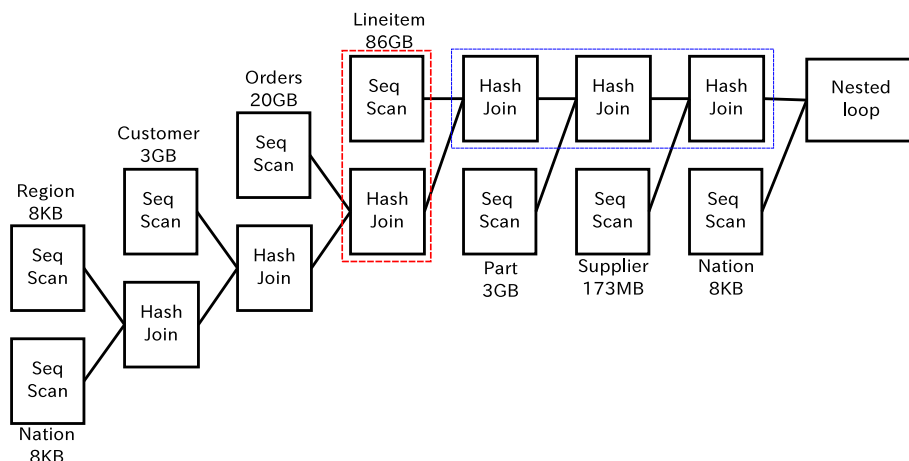 Lineitem
86GB
Seq
Scan
Hash
Join
Hash
Join
Hash
Join
Nested
loop
Orders
20GB
Seq
Scan
Customer
3GB
Seq
Scan
Hash
Join
Seq
Scan
Seq
Scan
Seq
Scan
Region
8KB
Seq
Scan
Hash
Join
Part
3GB
Supplier
173MB
Nation
8KB
Hash
Join
Seq
Scan
Nation
8KB